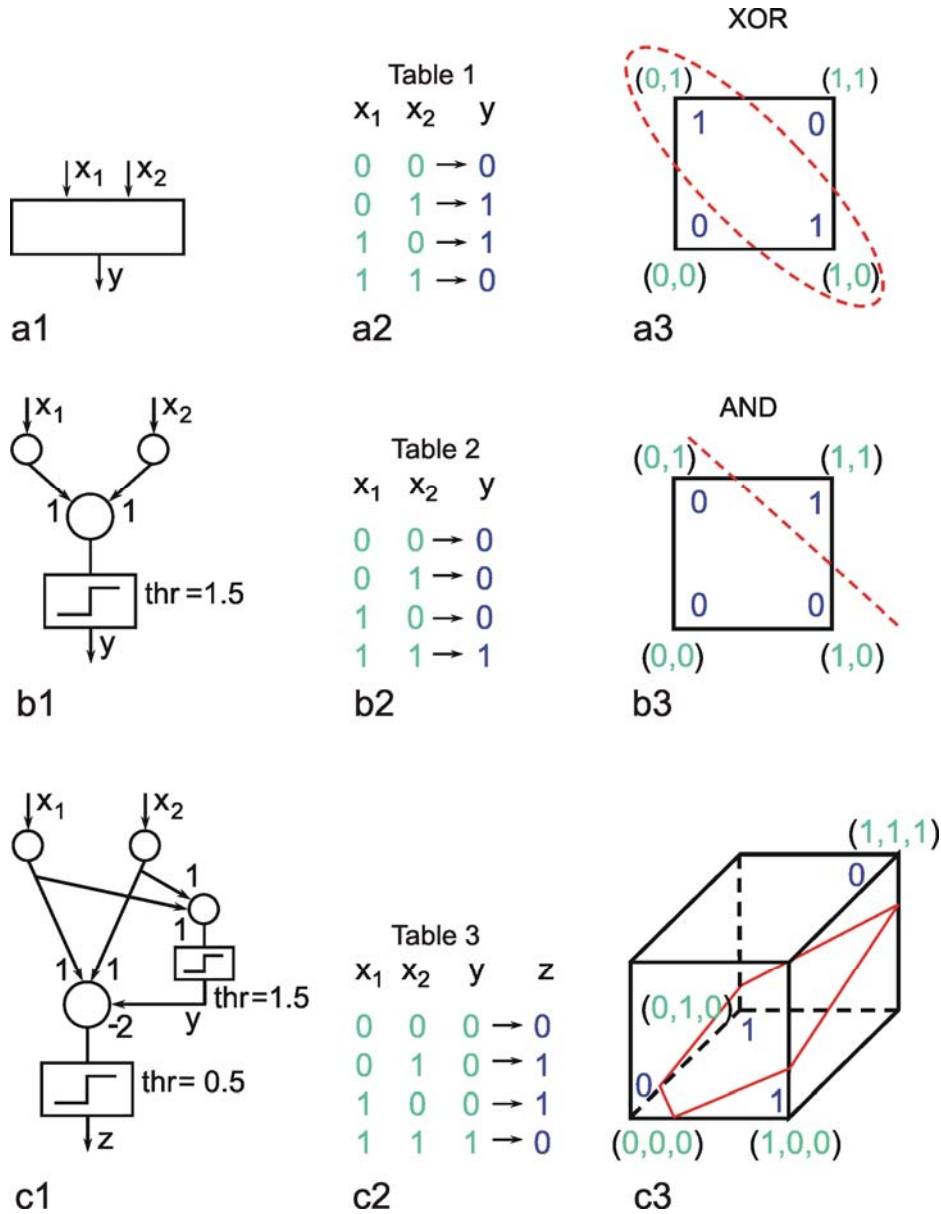 x1 x2
y
a1
Table 1
x1 x2 y
0 0 → 0
0 1 → 1
1 0 → 1
1 1 → 0
a2
XOR
(0,1) (1,1)
1 0
0 1
(0,0) (1,0)
a3
x1 x2
1 1
thr=1.5
y
b1
Table 2
x1 x2 y
0 0 → 0
0 1 → 0
1 0 → 0
1 1 → 1
b2
AND
(0,1) (1,1)
0 1
0 0
(0,0) (1,0)
b3
x1 x2
1
1
1 1
thr=1.5
y
-2
thr= 0.5
z
c1
Table 3
x1 x2 y z
0 0 0 → 0
0 1 0 → 1
1 0 0 → 1
1 1 1 → 0
c2
(1,1,1)
0
(0,1,0)
1
0 1
(0,0,0) (1,0,0)
c3